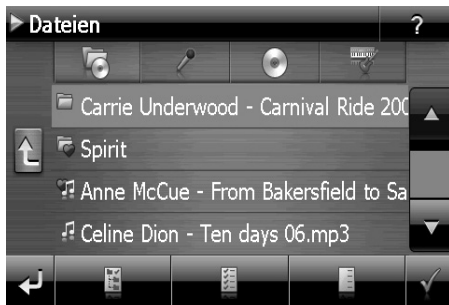 Dateien
?
Carrie Underwood - Carnival Ride 200
Spirit
Anne McCue - From Bakersfield to Sa
Celine Dion - Ten days 06.mp3